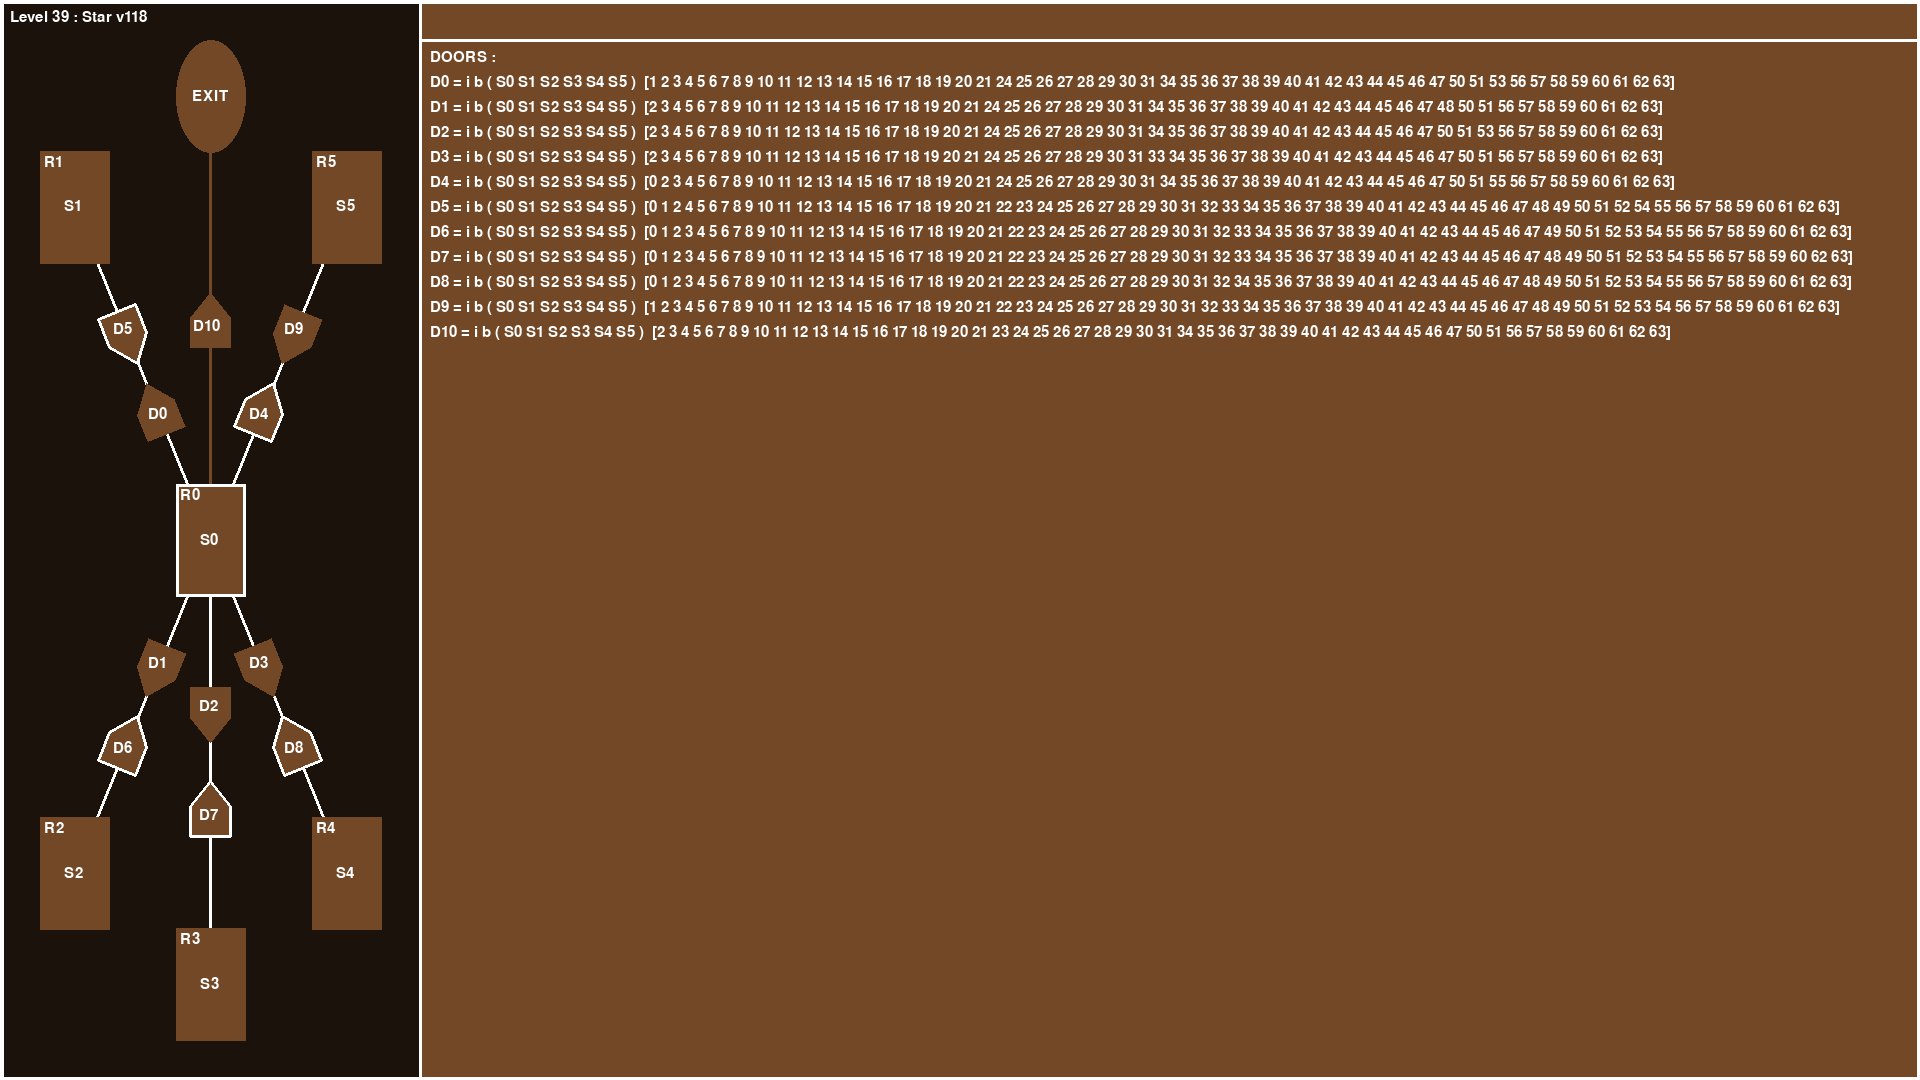 Level 39 : Star v118
EXIT
R1
S1
R5
S5
D5
D10
D9
D0
D4
R0
S0
D1
D3
D2
D6
D8
D7
R2
S2
R4
S4
R3
S3
DOORS :
D0 = i b ( S0 S1 S2 S3 S4 S5 ) [1 2 3 4 5 6 7 8 9 10 11 12 13 14 15 16 17 18 19 20 21 24 25 26 27 28 29 30 31 34 35 36 37 38 39 40 41 42 43 44 45 46 47 50 51 53 56 57 58 59 60 61 62 63]
D1 = i b ( S0 S1 S2 S3 S4 S5 ) [2 3 4 5 6 7 8 9 10 11 12 13 14 15 16 17 18 19 20 21 24 25 26 27 28 29 30 31 34 35 36 37 38 39 40 41 42 43 44 45 46 47 48 50 51 56 57 58 59 60 61 62 63]
D2 = i b ( S0 S1 S2 S3 S4 S5 ) [2 3 4 5 6 7 8 9 10 11 12 13 14 15 16 17 18 19 20 21 24 25 26 27 28 29 30 31 34 35 36 37 38 39 40 41 42 43 44 45 46 47 50 51 53 56 57 58 59 60 61 62 63]
D3 = i b ( S0 S1 S2 S3 S4 S5 ) [2 3 4 5 6 7 8 9 10 11 12 13 14 15 16 17 18 19 20 21 24 25 26 27 28 29 30 31 33 34 35 36 37 39 40 41 42 43 44 45 46 47 50 51 56 57 58 59 60 61 62 63]
D4 = i b ( S0 S1 S2 S3 S4 S5 ) [0 2 3 4 5 6 7 8 9 10 11 12 13 14 15 16 17 18 19 20 21 24 25 26 27 28 29 30 31 34 35 36 37 38 39 40 41 42 43 44 45 46 47 50 51 55 56 57 58 59 60 61 62 63]
D5 = i b ( S0 S1 S2 S3 S4 S5 ) [0 1 2 3 4 5 6 7 8 9 10 11 12 13 14 15 16 17 18 19 20 21 22 23 24 25 26 27 28 29 30 31 32 33 34 35 36 37 38 39 40 41 42 43 44 45 46 47 48 49 50 51 52 54 55 56 57 58 59 60 61 62 63]
D6 = i b ( S0 S1 S2 S3 S4 S5 ) [0 1 2 3 4 5 6 7 8 9 10 11 12 13 14 15 16 17 18 19 20 21 22 23 24 25 26 27 28 29 30 31 32 33 34 35 36 37 38 39 40 41 42 43 44 45 46 47 49 50 51 52 53 54 55 56 57 58 59 60 61 62 63]
D7 = i b ( S0 S1 S2 S3 S4 S5 ) [0 1 2 3 4 5 6 7 8 9 10 11 12 13 14 15 16 17 18 19 20 21 22 23 24 25 26 27 28 29 30 31 32 33 34 35 36 37 38 39 40 41 42 43 44 45 46 47 48 49 50 51 52 53 54 55 56 57 58 59 60 62 63]
D8 = i b ( S0 S1 S2 S3 S4 S5 ) [0 1 2 3 4 5 6 7 8 9 10 11 12 13 14 15 16 17 18 19 20 21 22 23 24 25 26 27 28 29 30 31 32 34 35 36 37 38 39 40 41 42 43 44 45 46 47 48 49 50 51 52 53 54 55 56 57 58 59 60 61 62 63]
D9 = i b ( S0 S1 S2 S3 S4 S5 ) [1 2 3 4 5 6 7 8 9 10 11 12 13 14 15 16 17 18 19 20 21 22 23 24 25 26 27 28 29 30 31 32 33 34 35 36 37 38 39 40 41 42 43 44 45 46 47 48 49 50 51 52 53 54 56 57 58 59 60 61 62 63]
D10 = i b ( S0 S1 S2 S3 S4 S5 ) [2 3 4 5 6 7 8 9 10 11 12 13 14 15 16 17 18 19 20 21 23 24 25 26 27 28 29 30 31 34 35 36 37 38 39 40 41 42 43 44 45 46 47 50 51 56 57 58 59 60 61 62 63]